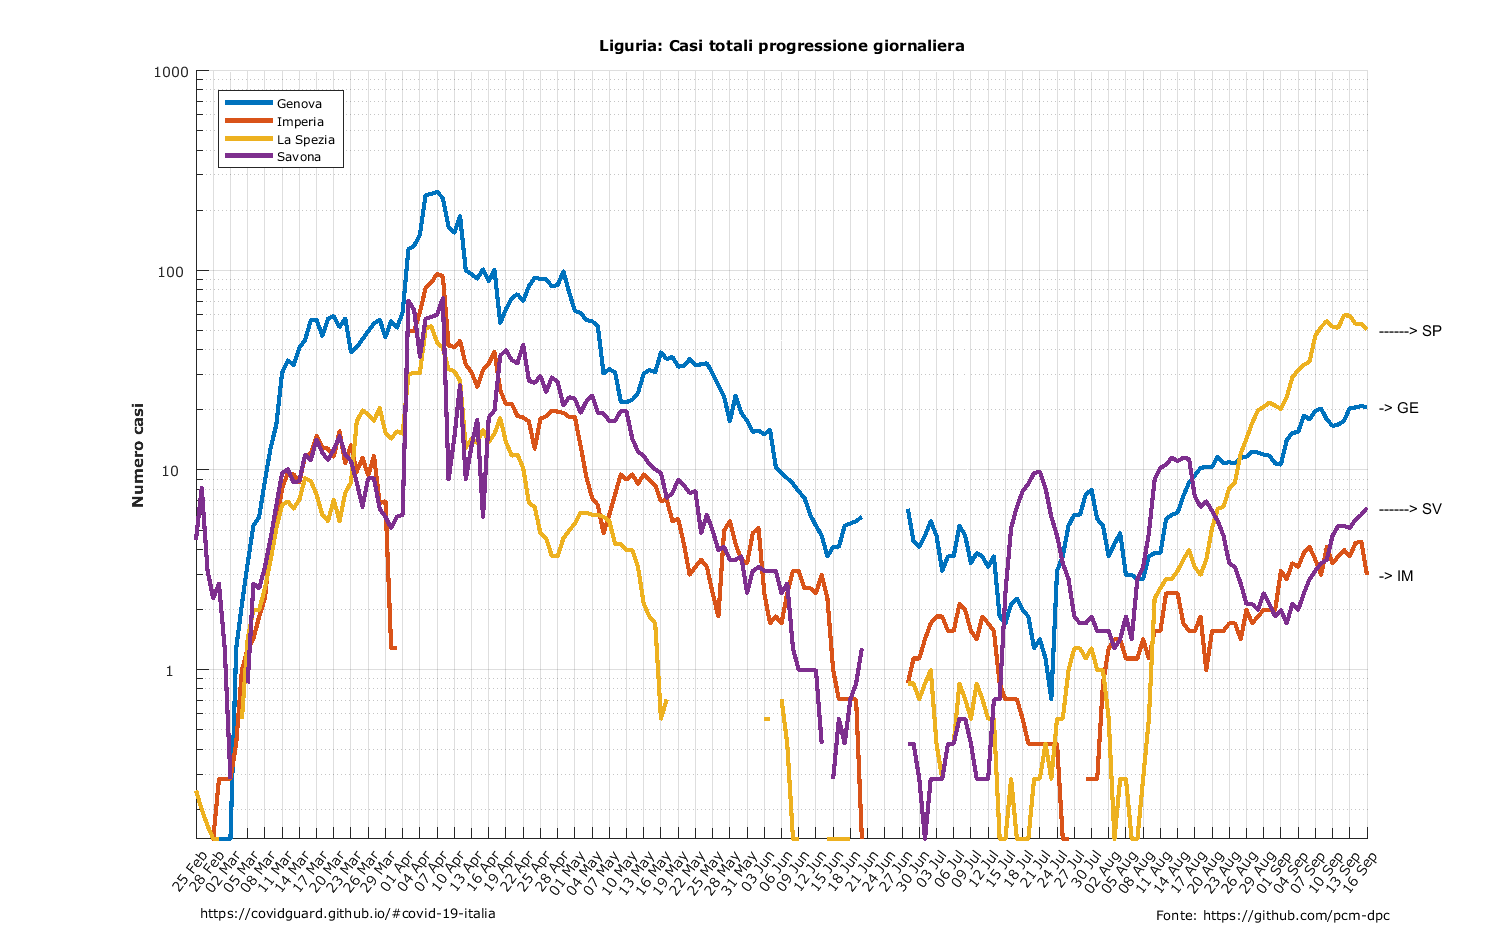 Liguria: Casi totali progressione giornaliera
1000
100
10
1
Numero casi
Genova
Imperia
La Spezia
Savona
------> SP
-> GE
------> SV
-> IM
25 Feb
28 Feb
02 Mar
05 Mar
08 Mar
11 Mar
14 Mar
17 Mar
20 Mar
23 Mar
26 Mar
29 Mar
01 Apr
04 Apr
07 Apr
10 Apr
13 Apr
16 Apr
19 Apr
22 Apr
25 Apr
28 Apr
01 May
04 May
07 May
10 May
13 May
16 May
19 May
22 May
25 May
28 May
31 May
03 Jun
06 Jun
09 Jun
12 Jun
15 Jun
18 Jun
21 Jun
24 Jun
27 Jun
30 Jun
03 Jul
06 Jul
09 Jul
12 Jul
15 Jul
18 Jul
21 Jul
24 Jul
27 Jul
30 Jul
02 Aug
05 Aug
08 Aug
11 Aug
14 Aug
17 Aug
20 Aug
23 Aug
26 Aug
29 Aug
01 Sep
04 Sep
07 Sep
10 Sep
13 Sep
16 Sep
https://covidguard.github.io/#covid-19-italia
Fonte: https://github.com/pcm-dpc